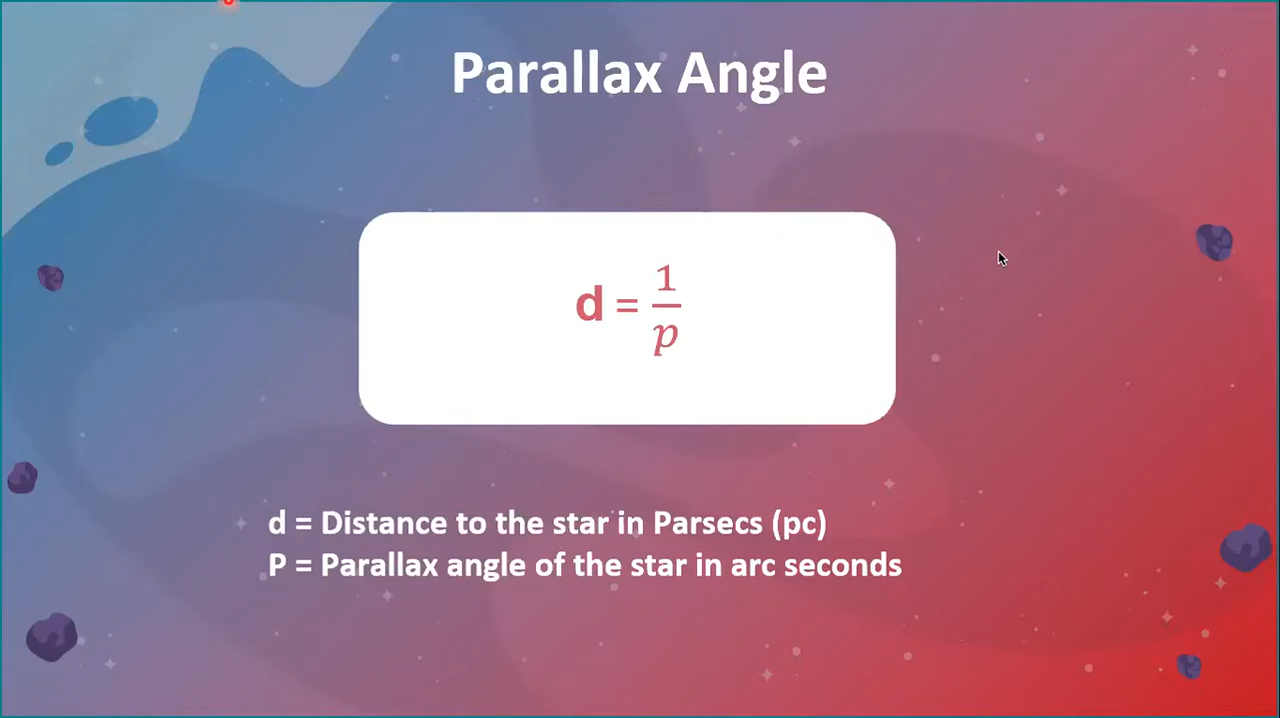 Parallax Angle
d = 1/p
d = Distance to the star in Parsecs (pc)
P = Parallax angle of the star in arc seconds